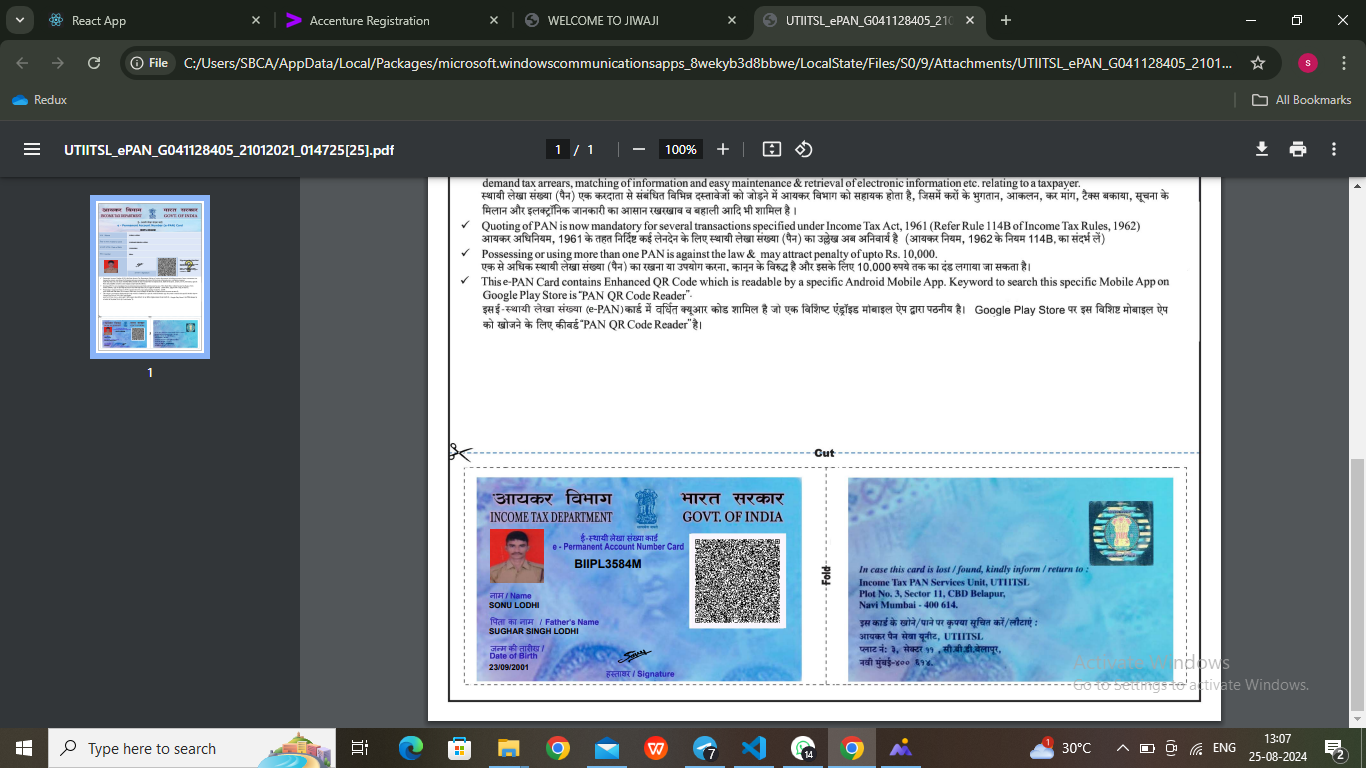 React App
Accenture Registration
WELCOME TO JIWAJI
UTIITSL_ePAN_G041128405_210
File
C:/Users/SBCA/AppData/Local/Packages/microsoft.windowscommunicationsapps_8wekyb3d8bbwe/LocalState/Files/S0/9/Attachments/UTIITSL_ePAN_G041128405_2101...
s
Redux
All Bookmarks
UTIITSL_ePAN_G041128405_21012021_014725[25].pdf
1 / 1
100%
1
demand tax arrears, matching of information and easy maintenance & retrieval of electronic information etc. relating to a taxpayer.
स्थायी लेखा संख्या (पैन) एक करदाता से संबंधित विभिन्न दस्तावेजों को जोड़ने में आयकर विभाग को सहायक होता है, जिसमें करों के भुगतान, आकलन, कर मांग, टैक्स बकाया, सूचना के
मिलान और इलक्ट्रॉनिक जानकारी का आसान रखरखाव व बहाली आदि भी शामिल है।
✓ Quoting of PAN is now mandatory for several transactions specified under Income Tax Act, 1961 (Refer Rule 114B of Income Tax Rules, 1962)
आयकर अधिनियम, 1961 के तहत निर्दिष्ट कई लेनदेन के लिए स्थायी लेखा संख्या (पैन) का उल्लेख अब अनिवार्य है (आयकर नियम, 1962 के नियम 114B, का संदर्भ लें)
✓ Possessing or using more than one PAN is against the law & may attract penalty of upto Rs. 10,000.
एक से अधिक स्थायी लेखा संख्या (पैन) का रखना या उपयोग करना, कानून के विरुद्ध है और इसके लिए 10,000 रुपये तक का दंड लगाया जा सकता है।
✓ This e-PAN Card contains Enhanced QR Code which is readable by a specific Android Mobile App. Keyword to search this specific Mobile App on
Google Play Store is "PAN QR Code Reader".
इस ई-स्थायी लेखा संख्या (e-PAN) कार्ड में वर्धित क्यूआर कोड शामिल है जो एक विशिष्ट एंड्रॉइड मोबाइल ऐप द्वारा पठनीय है। Google Play Store पर इस विशिष्ट मोबाइल ऐप
को खोजने के लिए कीवर्ड "PAN QR Code Reader" है।
Cut
आयकर विभाग
INCOME TAX DEPARTMENT
भारत सरकार
GOVT. OF INDIA
ई-स्थायी लेखा संख्या कार्ड
e - Permanent Account Number Card
BIIPL3584M
नाम / Name
SONU LODHI
पिता का नाम / Father's Name
SUGHAR SINGH LODHI
जन्म की तारीख /
Date of Birth
23/09/2001
हस्ताक्षर / Signature
Fold
In case this card is lost / found, kindly inform / return to :
Income Tax PAN Services Unit, UTIITSL
Plot No. 3, Sector 11, CBD Belapur,
Navi Mumbai - 400 614.
इस कार्ड के खोने/पाने पर कृपया सूचित करें/लौटाएं :
आयकर पैन सेवा यूनीट, UTIITSL
प्लाट नं: ३, सेक्टर ११ , सी.बी.डी.बेलापुर,
नवी मुंबई-४०० ६१४.
Activate Windows
Go to Settings to activate Windows.
Type here to search
7
14
1
30°C
ENG
13:07
25-08-2024
2